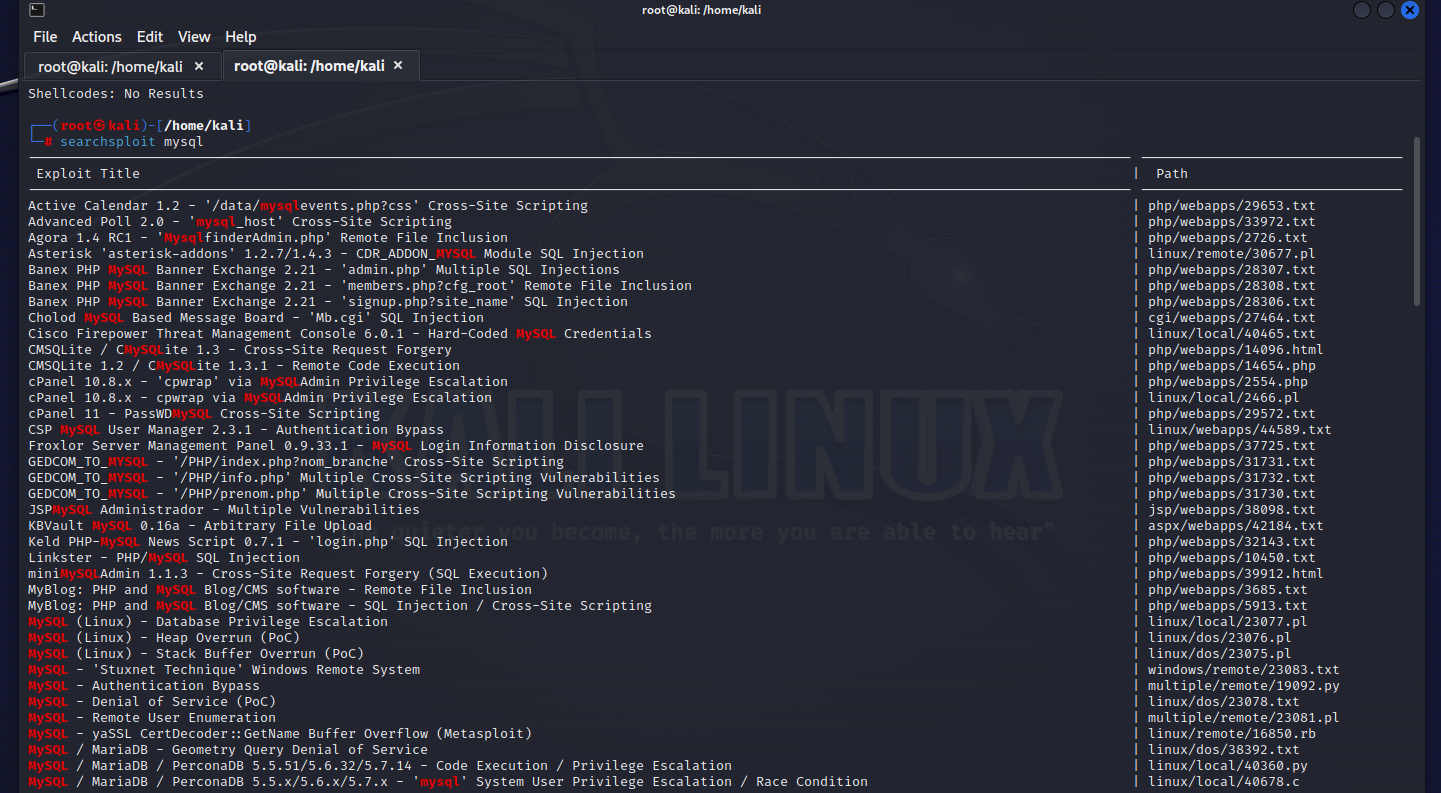 root@kali: /home/kali
File Actions Edit View Help
root@kali: /home/kali × root@kali: /home/kali ×
Shellcodes: No Results
(root㉿kali)-[/home/kali]
# searchsploit mysql
Exploit Title | Path
Active Calendar 1.2 - '/data/mysqlevents.php?css' Cross-Site Scripting | php/webapps/29653.txt
Advanced Poll 2.0 - 'mysql_host' Cross-Site Scripting | php/webapps/33972.txt
Agora 1.4 RC1 - 'MysqlfinderAdmin.php' Remote File Inclusion | php/webapps/2726.txt
Asterisk 'asterisk-addons' 1.2.7/1.4.3 - CDR_ADDON_MYSQL Module SQL Injection | linux/remote/30677.pl
Banex PHP MySQL Banner Exchange 2.21 - 'admin.php' Multiple SQL Injections | php/webapps/28307.txt
Banex PHP MySQL Banner Exchange 2.21 - 'members.php?cfg_root' Remote File Inclusion | php/webapps/28308.txt
Banex PHP MySQL Banner Exchange 2.21 - 'signup.php?site_name' SQL Injection | php/webapps/28306.txt
Cholod MySQL Based Message Board - 'Mb.cgi' SQL Injection | cgi/webapps/27464.txt
Cisco Firepower Threat Management Console 6.0.1 - Hard-Coded MySQL Credentials | linux/local/40465.txt
CMSQLite / CMySQLite 1.3 - Cross-Site Request Forgery | php/webapps/14096.html
CMSQLite 1.2 / CMySQLite 1.3.1 - Remote Code Execution | php/webapps/14654.php
cPanel 10.8.x - 'cpwrap' via MySQLAdmin Privilege Escalation | php/webapps/2554.php
cPanel 10.8.x - cpwrap via MySQLAdmin Privilege Escalation | linux/local/2466.pl
cPanel 11 - PassWDMySQL Cross-Site Scripting | php/webapps/29572.txt
CSP MySQL User Manager 2.3.1 - Authentication Bypass | linux/webapps/44589.txt
Froxlor Server Management Panel 0.9.33.1 - MySQL Login Information Disclosure | php/webapps/37725.txt
GEDCOM_TO_MYSQL - '/PHP/index.php?nom_branche' Cross-Site Scripting | php/webapps/31731.txt
GEDCOM_TO_MYSQL - '/PHP/info.php' Multiple Cross-Site Scripting Vulnerabilities | php/webapps/31732.txt
GEDCOM_TO_MYSQL - '/PHP/prenom.php' Multiple Cross-Site Scripting Vulnerabilities | php/webapps/31730.txt
JSPMySQL Administrador - Multiple Vulnerabilities | jsp/webapps/38098.txt
KBVault MySQL 0.16a - Arbitrary File Upload | aspx/webapps/42184.txt
Keld PHP-MySQL News Script 0.7.1 - 'login.php' SQL Injection | php/webapps/32143.txt
Linkster - PHP/MySQL SQL Injection | php/webapps/10450.txt
miniMySQLAdmin 1.1.3 - Cross-Site Request Forgery (SQL Execution) | php/webapps/39912.html
MyBlog: PHP and MySQL Blog/CMS software - Remote File Inclusion | php/webapps/3685.txt
MyBlog: PHP and MySQL Blog/CMS software - SQL Injection / Cross-Site Scripting | php/webapps/5913.txt
MySQL (Linux) - Database Privilege Escalation | linux/local/23077.pl
MySQL (Linux) - Heap Overrun (PoC) | linux/dos/23076.pl
MySQL (Linux) - Stack Buffer Overrun (PoC) | linux/dos/23075.pl
MySQL - 'Stuxnet Technique' Windows Remote System | windows/remote/23083.txt
MySQL - Authentication Bypass | multiple/remote/19092.py
MySQL - Denial of Service (PoC) | linux/dos/23078.txt
MySQL - Remote User Enumeration | multiple/remote/23081.pl
MySQL - yaSSL CertDecoder::GetName Buffer Overflow (Metasploit) | linux/remote/16850.rb
MySQL / MariaDB - Geometry Query Denial of Service | linux/dos/38392.txt
MySQL / MariaDB / PerconaDB 5.5.51/5.6.32/5.7.14 - Code Execution / Privilege Escalation | linux/local/40360.py
MySQL / MariaDB / PerconaDB 5.5.x/5.6.x/5.7.x - 'mysql' System User Privilege Escalation / Race Condition | linux/local/40678.c
KALI LINUX
quieter you become, the more you are able to hear"